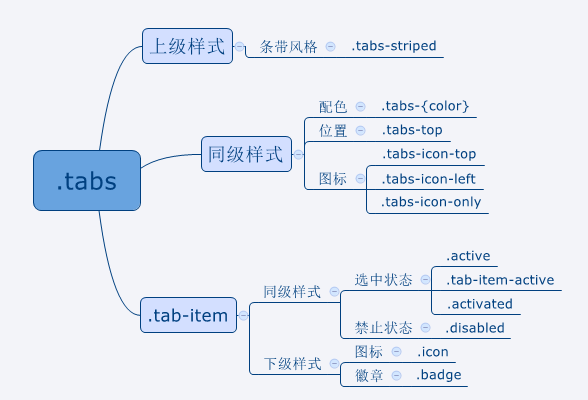 .tabs
上级样式
条带风格
.tabs-striped
同级样式
配色
.tabs-{color}
位置
.tabs-top
图标
.tabs-icon-top
.tabs-icon-left
.tabs-icon-only
.tab-item
同级样式
选中状态
.active
.tab-item-active
.activated
禁止状态
.disabled
下级样式
图标
.icon
徽章
.badge